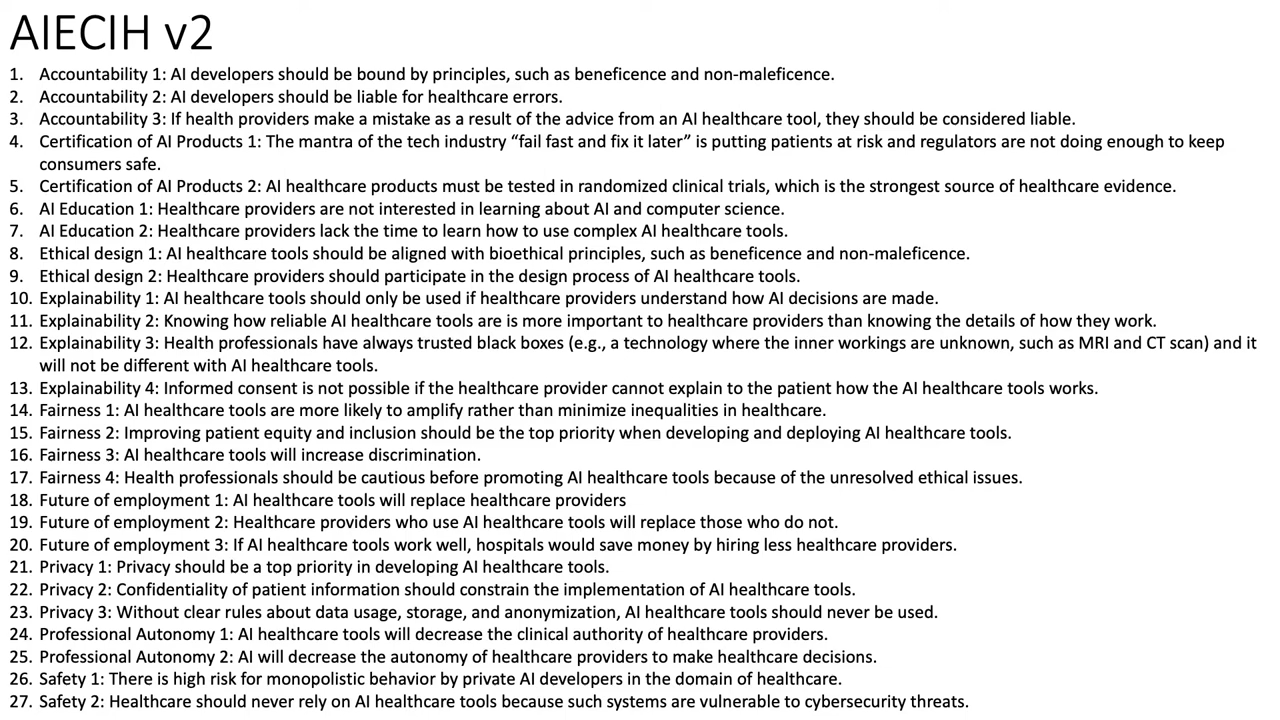 AIECIH v2
1. Accountability 1: AI developers should be bound by principles, such as beneficence and non-maleficence.
2. Accountability 2: AI developers should be liable for healthcare errors.
3. Accountability 3: If health providers make a mistake as a result of the advice from an AI healthcare tool, they should be considered liable.
4. Certification of AI Products 1: The mantra of the tech industry “fail fast and fix it later” is putting patients at risk and regulators are not doing enough to keep
consumers safe.
5. Certification of AI Products 2: AI healthcare products must be tested in randomized clinical trials, which is the strongest source of healthcare evidence.
6. AI Education 1: Healthcare providers are not interested in learning about AI and computer science.
7. AI Education 2: Healthcare providers lack the time to learn how to use complex AI healthcare tools.
8. Ethical design 1: AI healthcare tools should be aligned with bioethical principles, such as beneficence and non-maleficence.
9. Ethical design 2: Healthcare providers should participate in the design process of AI healthcare tools.
10. Explainability 1: AI healthcare tools should only be used if healthcare providers understand how AI decisions are made.
11. Explainability 2: Knowing how reliable AI healthcare tools are is more important to healthcare providers than knowing the details of how they work.
12. Explainability 3: Health professionals have always trusted black boxes (e.g., a technology where the inner workings are unknown, such as MRI and CT scan) and it
will not be different with AI healthcare tools.
13. Explainability 4: Informed consent is not possible if the healthcare provider cannot explain to the patient how the AI healthcare tools works.
14. Fairness 1: AI healthcare tools are more likely to amplify rather than minimize inequalities in healthcare.
15. Fairness 2: Improving patient equity and inclusion should be the top priority when developing and deploying AI healthcare tools.
16. Fairness 3: AI healthcare tools will increase discrimination.
17. Fairness 4: Health professionals should be cautious before promoting AI healthcare tools because of the unresolved ethical issues.
18. Future of employment 1: AI healthcare tools will replace healthcare providers
19. Future of employment 2: Healthcare providers who use AI healthcare tools will replace those who do not.
20. Future of employment 3: If AI healthcare tools work well, hospitals would save money by hiring less healthcare providers.
21. Privacy 1: Privacy should be a top priority in developing AI healthcare tools.
22. Privacy 2: Confidentiality of patient information should constrain the implementation of AI healthcare tools.
23. Privacy 3: Without clear rules about data usage, storage, and anonymization, AI healthcare tools should never be used.
24. Professional Autonomy 1: AI healthcare tools will decrease the clinical authority of healthcare providers.
25. Professional Autonomy 2: AI will decrease the autonomy of healthcare providers to make healthcare decisions.
26. Safety 1: There is high risk for monopolistic behavior by private AI developers in the domain of healthcare.
27. Safety 2: Healthcare should never rely on AI healthcare tools because such systems are vulnerable to cybersecurity threats.